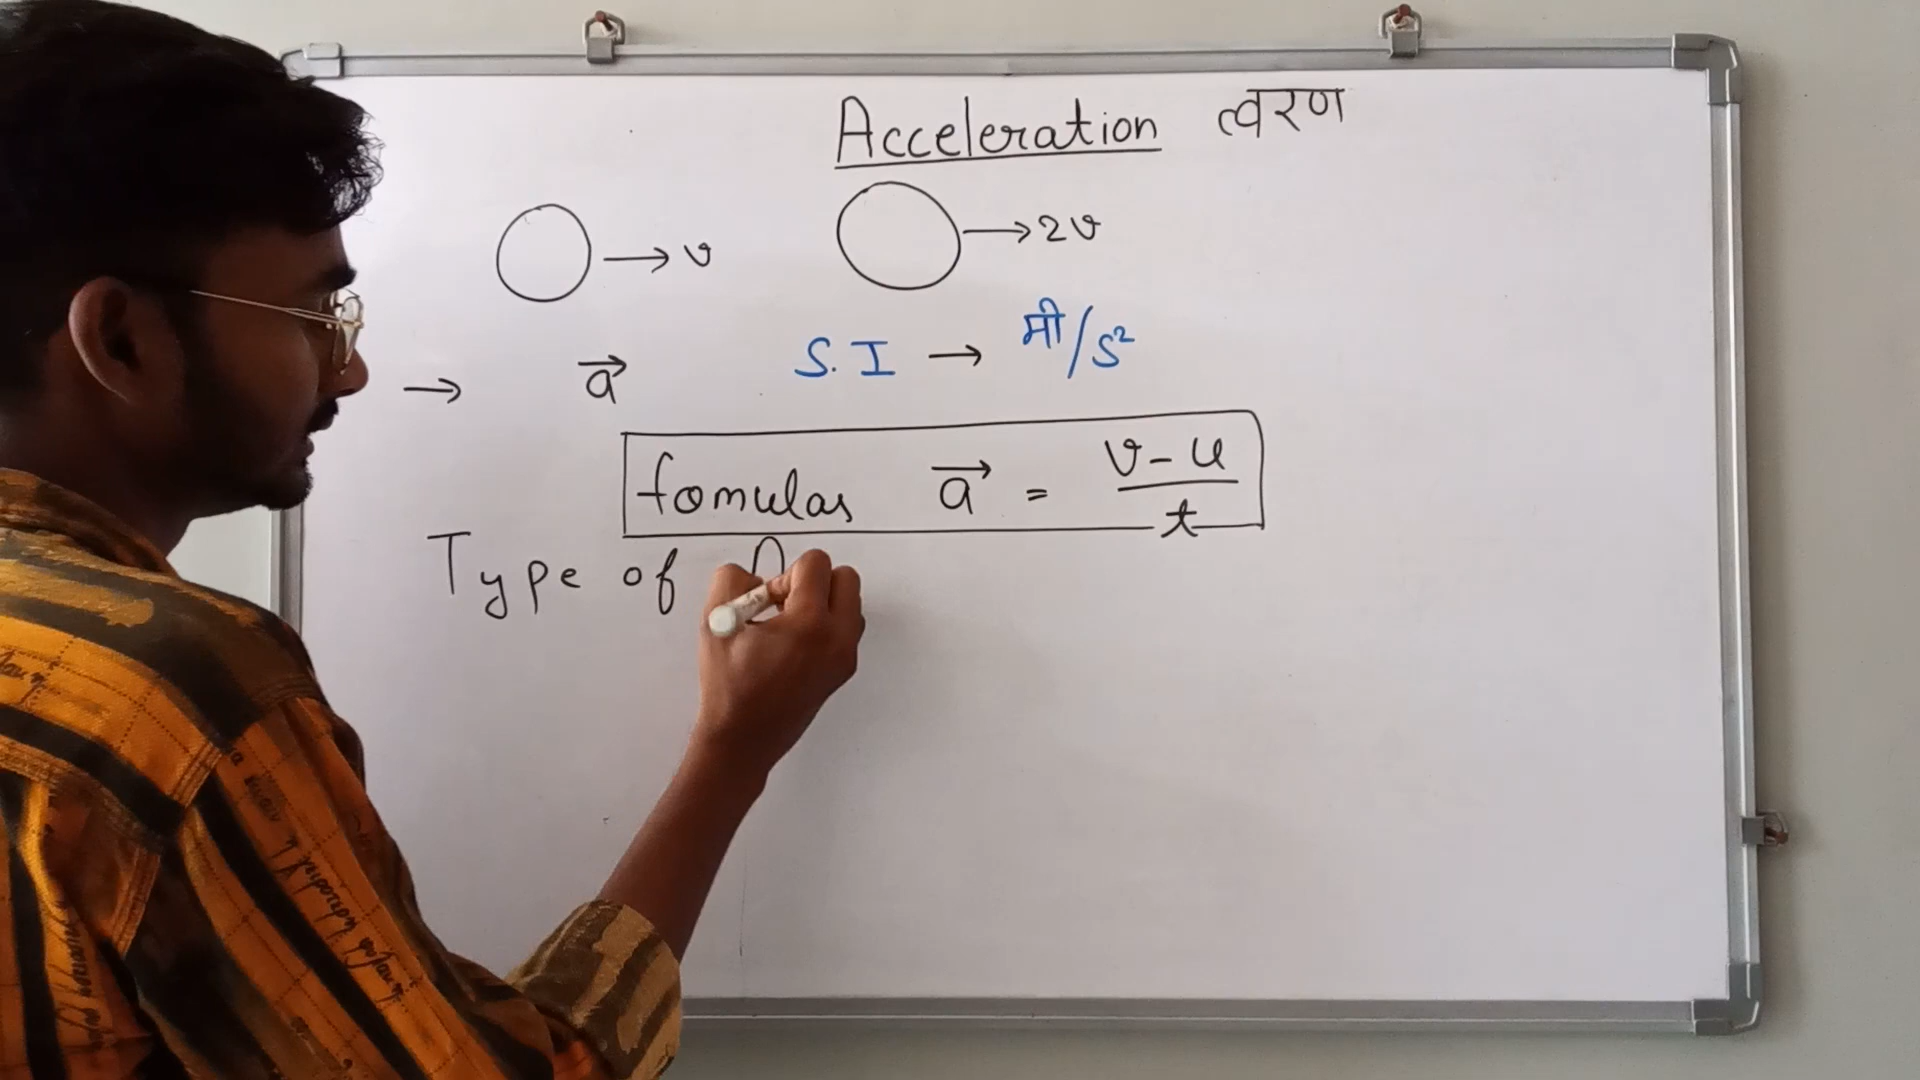 Acceleration त्वरण
→ v → 2v
→ a⃗ S.I → मी/s²
fomulas a⃗ = v-u/t
Type of A